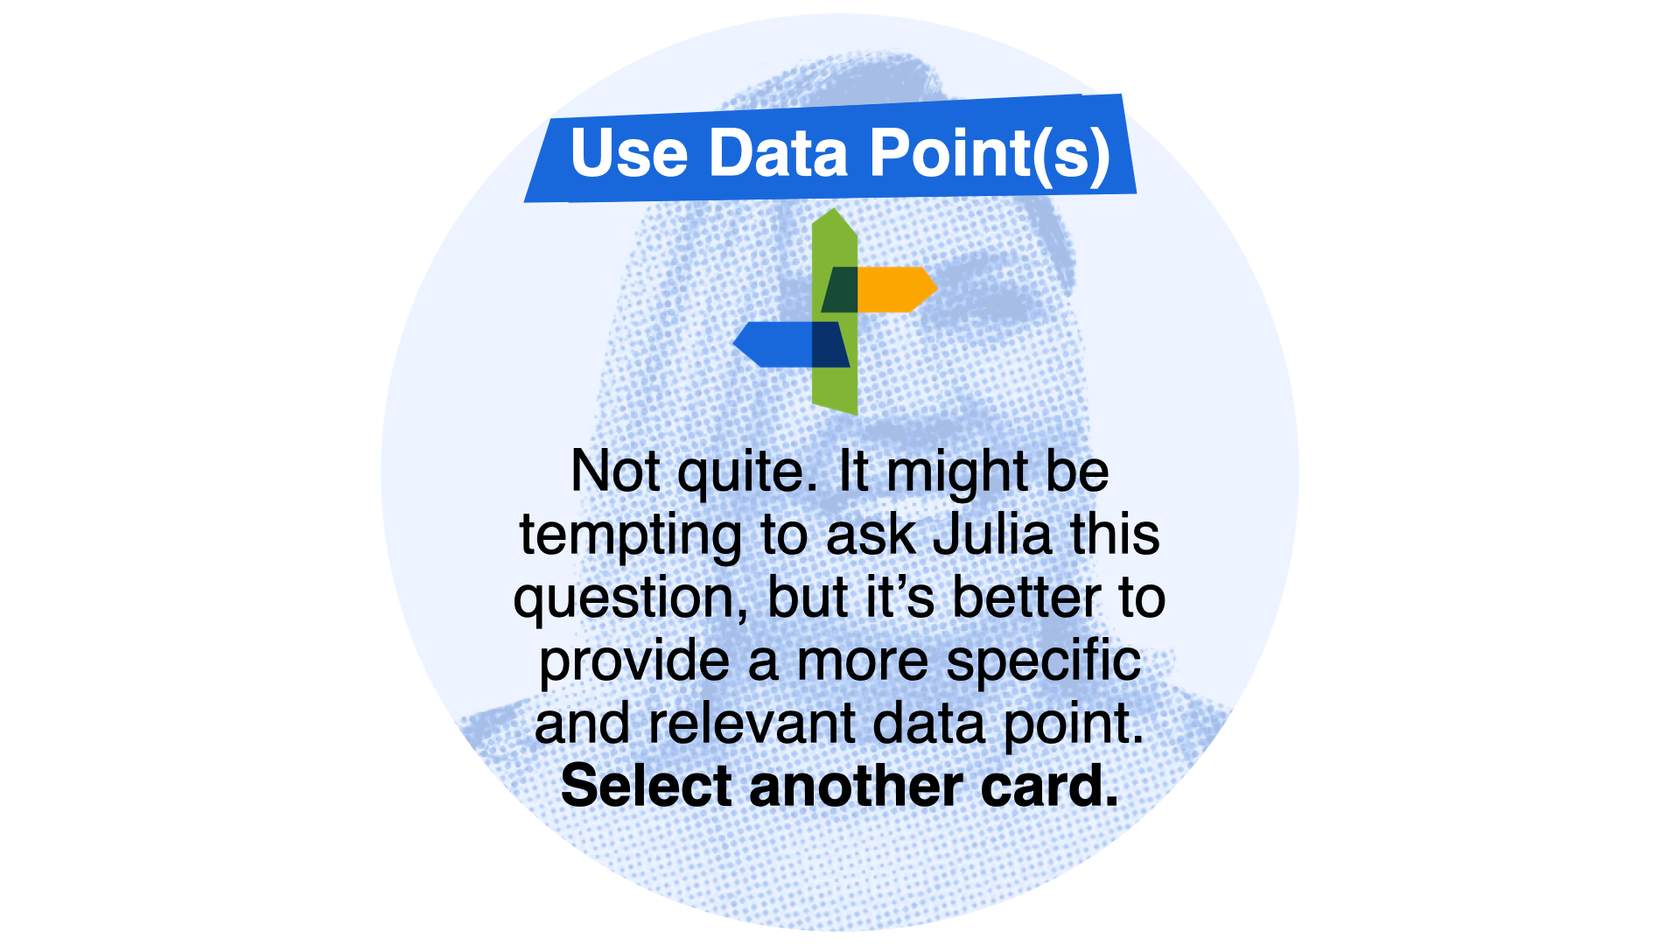 Use Data Point(s)
Not quite. It might be
tempting to ask Julia this
question, but it’s better to
provide a more specific
and relevant data point.
Select another card.